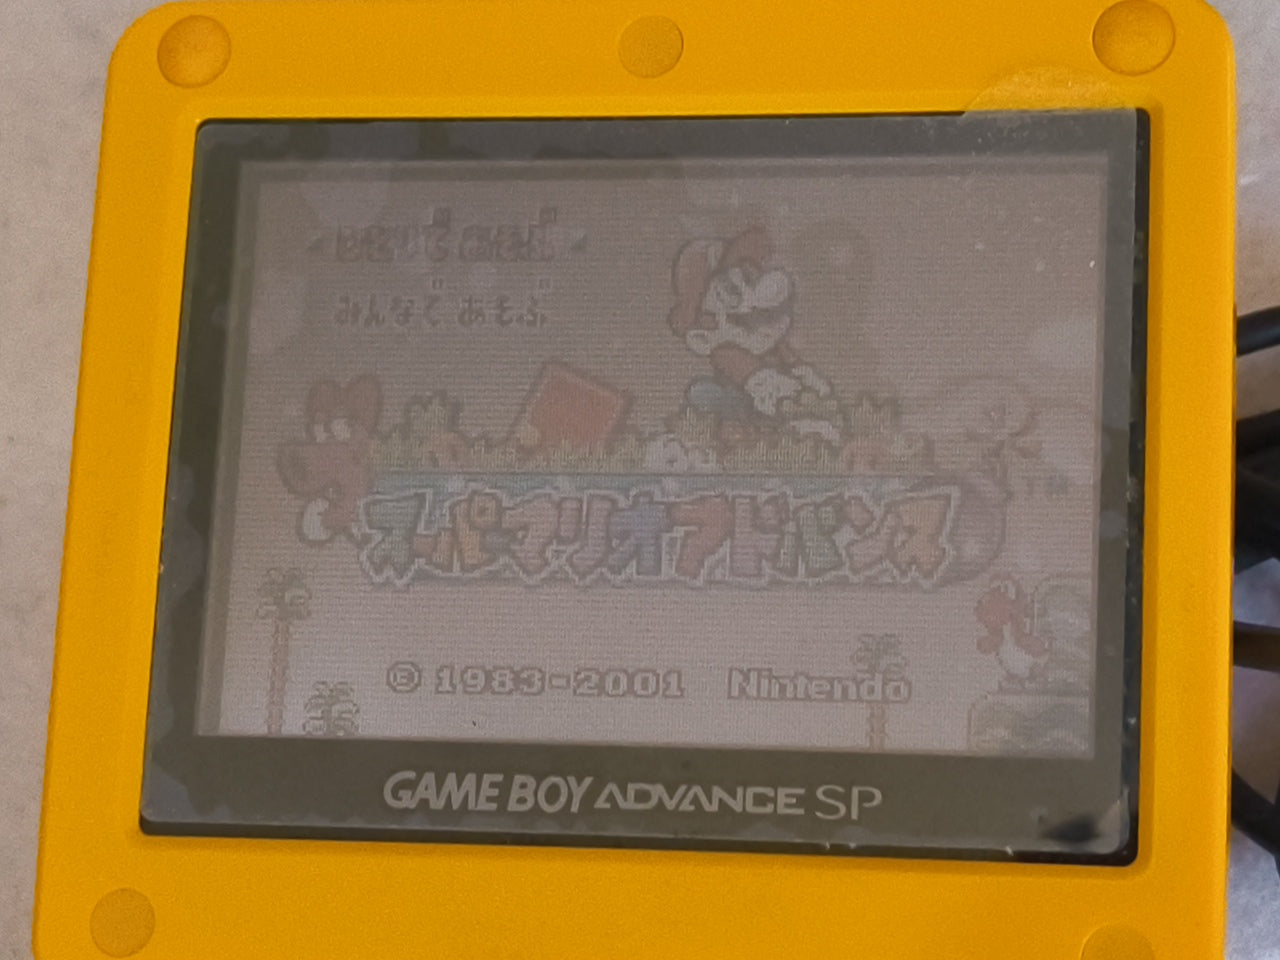 ひとりで あそぶ
みんなで あそぶ
スーパーマリオアドバンス
© 1983-2001 Nintendo
GAME BOY ADVANCE SP